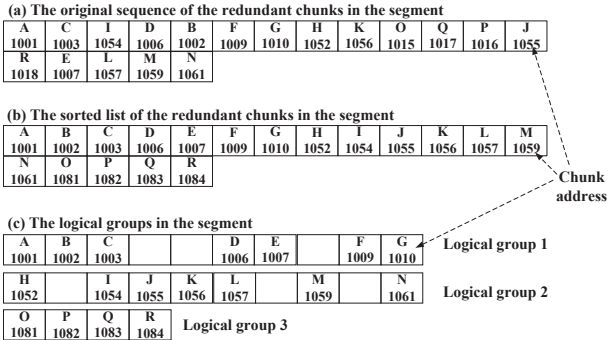 (a) The original sequence of the redundant chunks in the segment
A C I D B F G H K O Q P J
1001 1003 1054 1006 1002 1009 1010 1052 1056 1015 1017 1016 1055
R E L M N
1018 1007 1057 1059 1061
(b) The sorted list of the redundant chunks in the segment
A B C D E F G H I J K L M
1001 1002 1003 1006 1007 1009 1010 1052 1054 1055 1056 1057 1059
N O P Q R
1061 1081 1082 1083 1084
Chunk
address
(c) The logical groups in the segment
A B C D E F G
1001 1002 1003 1006 1007 1009 1010
Logical group 1
H I J K L M N
1052 1054 1055 1056 1057 1059 1061
Logical group 2
O P Q R
1081 1082 1083 1084
Logical group 3